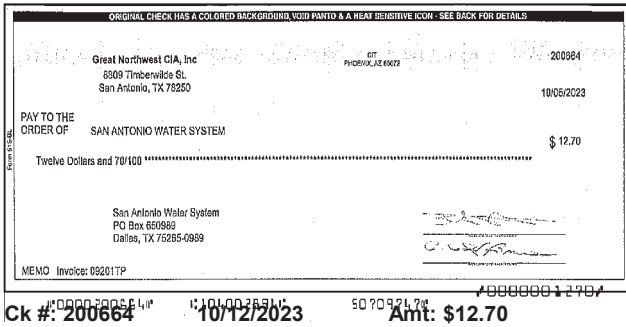 ORIGINAL CHECK HAS A COLORED BACKGROUND, VOID PANTO & A HEAT SENSITIVE ICON - SEE BACK FOR DETAILS
Great Northwest CIA, Inc
8809 Timberwilde St.
San Antonio, TX 78250
CIT
PHOENIX, AZ 85072
200664
10/05/2023
PAY TO THE
ORDER OF SAN ANTONIO WATER SYSTEM
$ 12.70
Twelve Dollars and 70/100
San Antonio Water System
PO Box 650989
Dallas, TX 75265-0989
MEMO Invoice: 09201TP
Ck #: 200664 10/12/2023 Amt: $12.70